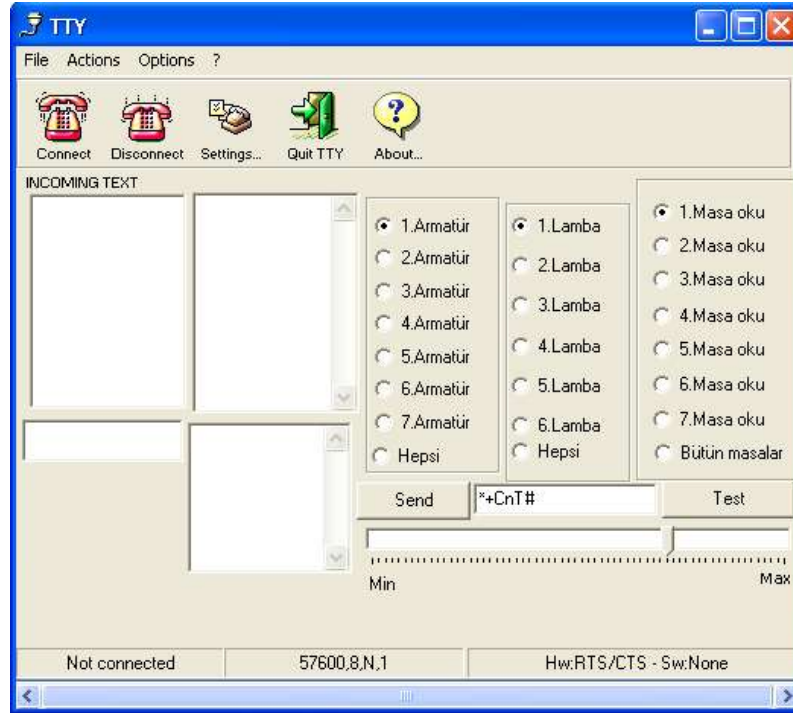 TTY
File Actions Options ?
Connect Disconnect Settings... Quit TTY About...
INCOMING TEXT
1.Armatür
2.Armatür
3.Armatür
4.Armatür
5.Armatür
6.Armatür
7.Armatür
Hepsi
1.Lamba
2.Lamba
3.Lamba
4.Lamba
5.Lamba
6.Lamba
Hepsi
1.Masa oku
2.Masa oku
3.Masa oku
4.Masa oku
5.Masa oku
6.Masa oku
7.Masa oku
Bütün masalar
Send *+CnT# Test
Min Max
Not connected 57600,8,N,1 Hw:RTS/CTS - Sw:None